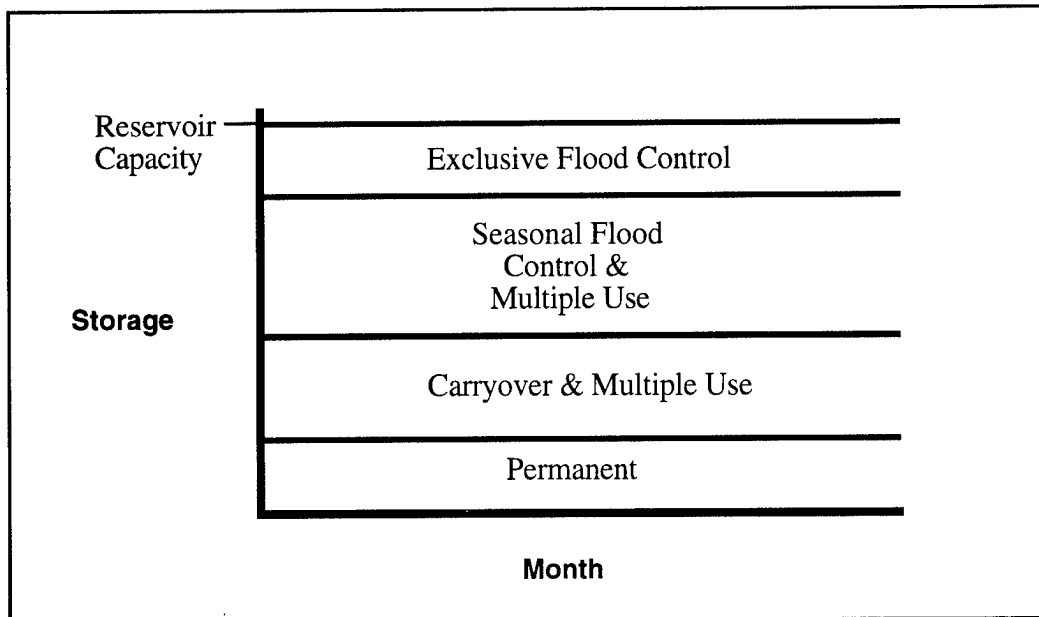 Reservoir
Capacity
Exclusive Flood Control
Seasonal Flood
Control &
Multiple Use
Storage
Carryover & Multiple Use
Permanent
Month